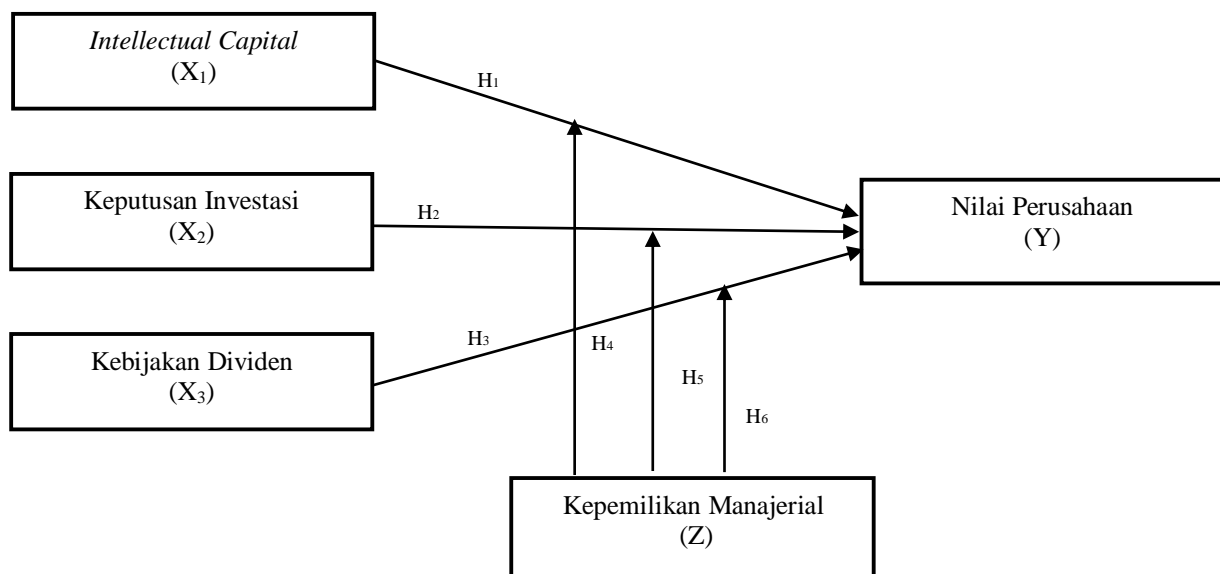 Intellectual Capital
(X₁)
H₁
Keputusan Investasi
(X₂)
H₂
Nilai Perusahaan
(Y)
Kebijakan Dividen
(X₃)
H₃
H₄
H₅
H₆
Kepemilikan Manajerial
(Z)